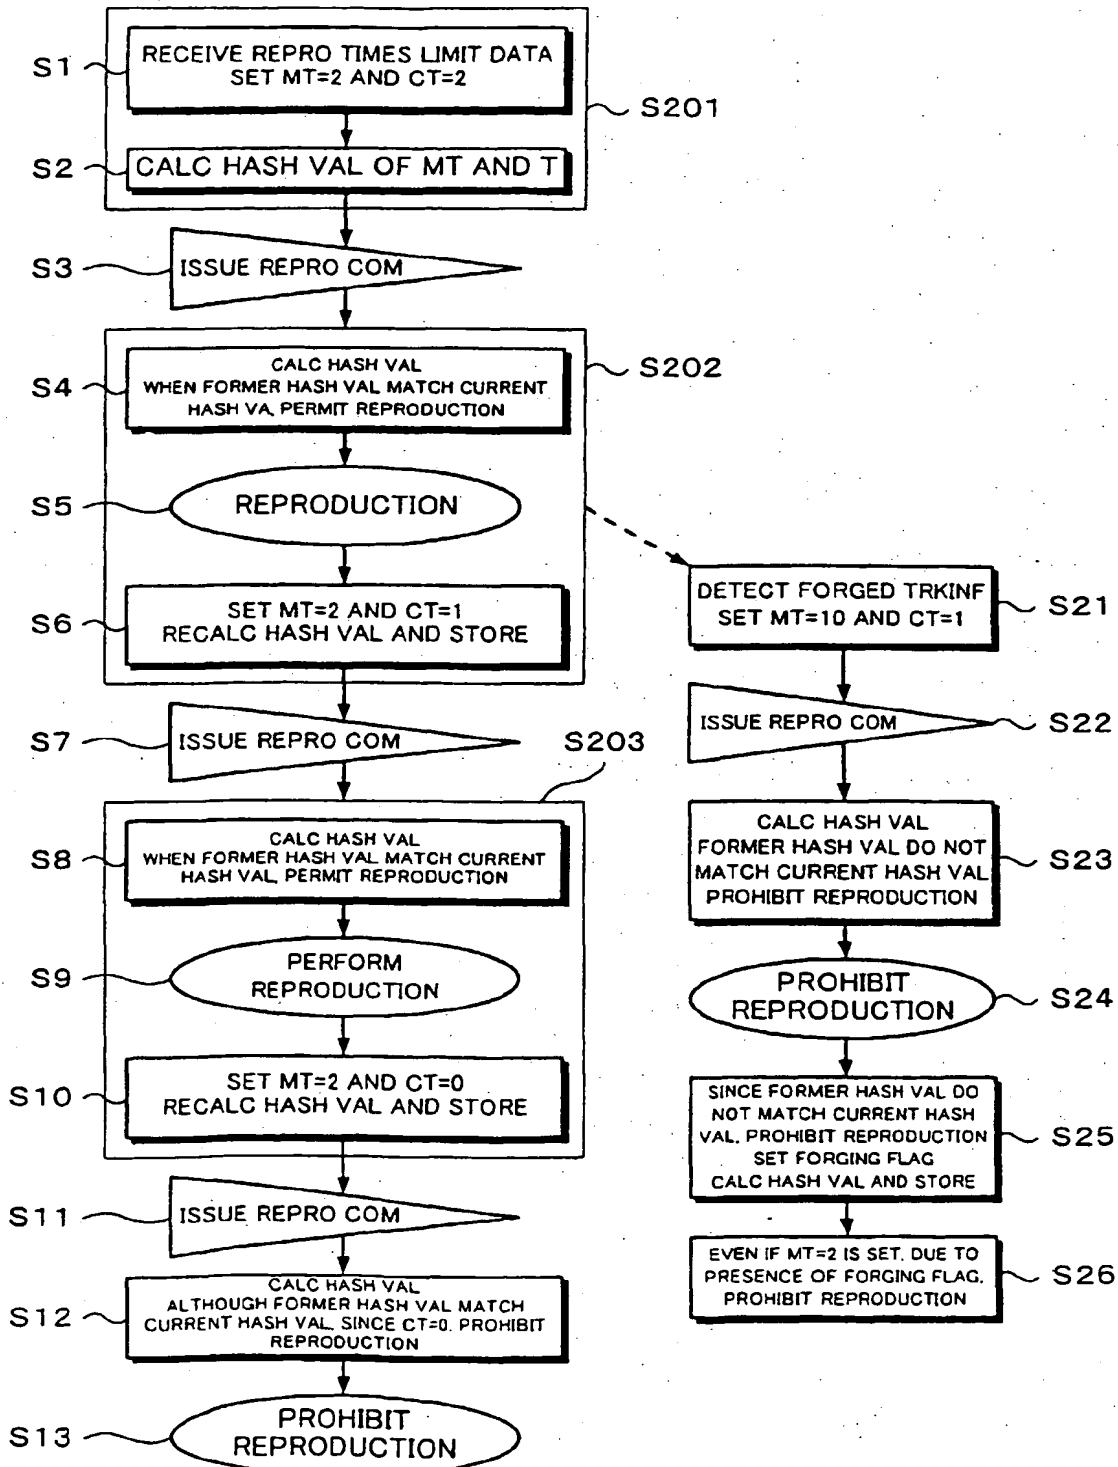 S1
RECEIVE REPRO TIMES LIMIT DATA
SET MT=2 AND CT=2
S201
S2
CALC HASH VAL OF MT AND T
S3
ISSUE REPRO COM
S202
S4
CALC HASH VAL
WHEN FORMER HASH VAL MATCH CURRENT
HASH VA, PERMIT REPRODUCTION
S5
REPRODUCTION
S6
SET MT=2 AND CT=1
RECALC HASH VAL AND STORE
S7
ISSUE REPRO COM
S203
S8
CALC HASH VAL
WHEN FORMER HASH VAL MATCH CURRENT
HASH VAL, PERMIT REPRODUCTION
S9
PERFORM
REPRODUCTION
S10
SET MT=2 AND CT=0
RECALC HASH VAL AND STORE
S11
ISSUE REPRO COM
S12
CALC HASH VAL
ALTHOUGH FORMER HASH VAL MATCH
CURRENT HASH VAL, SINCE CT=0, PROHIBIT
REPRODUCTION
S13
PROHIBIT
REPRODUCTION
DETECT FORGED TRKINF
SET MT=10 AND CT=1
S21
ISSUE REPRO COM
S22
CALC HASH VAL
FORMER HASH VAL DO NOT
MATCH CURRENT HASH VAL
PROHIBIT REPRODUCTION
S23
PROHIBIT
REPRODUCTION
S24
SINCE FORMER HASH VAL DO
NOT MATCH CURRENT HASH
VAL, PROHIBIT REPRODUCTION
SET FORGING FLAG
CALC HASH VAL AND STORE
S25
EVEN IF MT=2 IS SET, DUE TO
PRESENCE OF FORGING FLAG,
PROHIBIT REPRODUCTION
S26